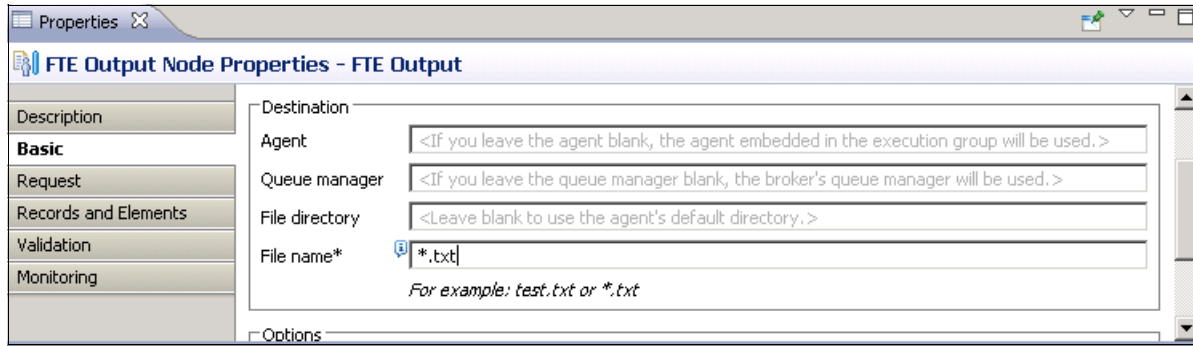 Properties
FTE Output Node Properties - FTE Output
Description
Basic
Request
Records and Elements
Validation
Monitoring
Destination
Agent <If you leave the agent blank, the agent embedded in the execution group will be used.>
Queue manager <If you leave the queue manager blank, the broker's queue manager will be used.>
File directory <Leave blank to use the agent's default directory.>
File name* *.txt
For example: test.txt or *.txt
Options